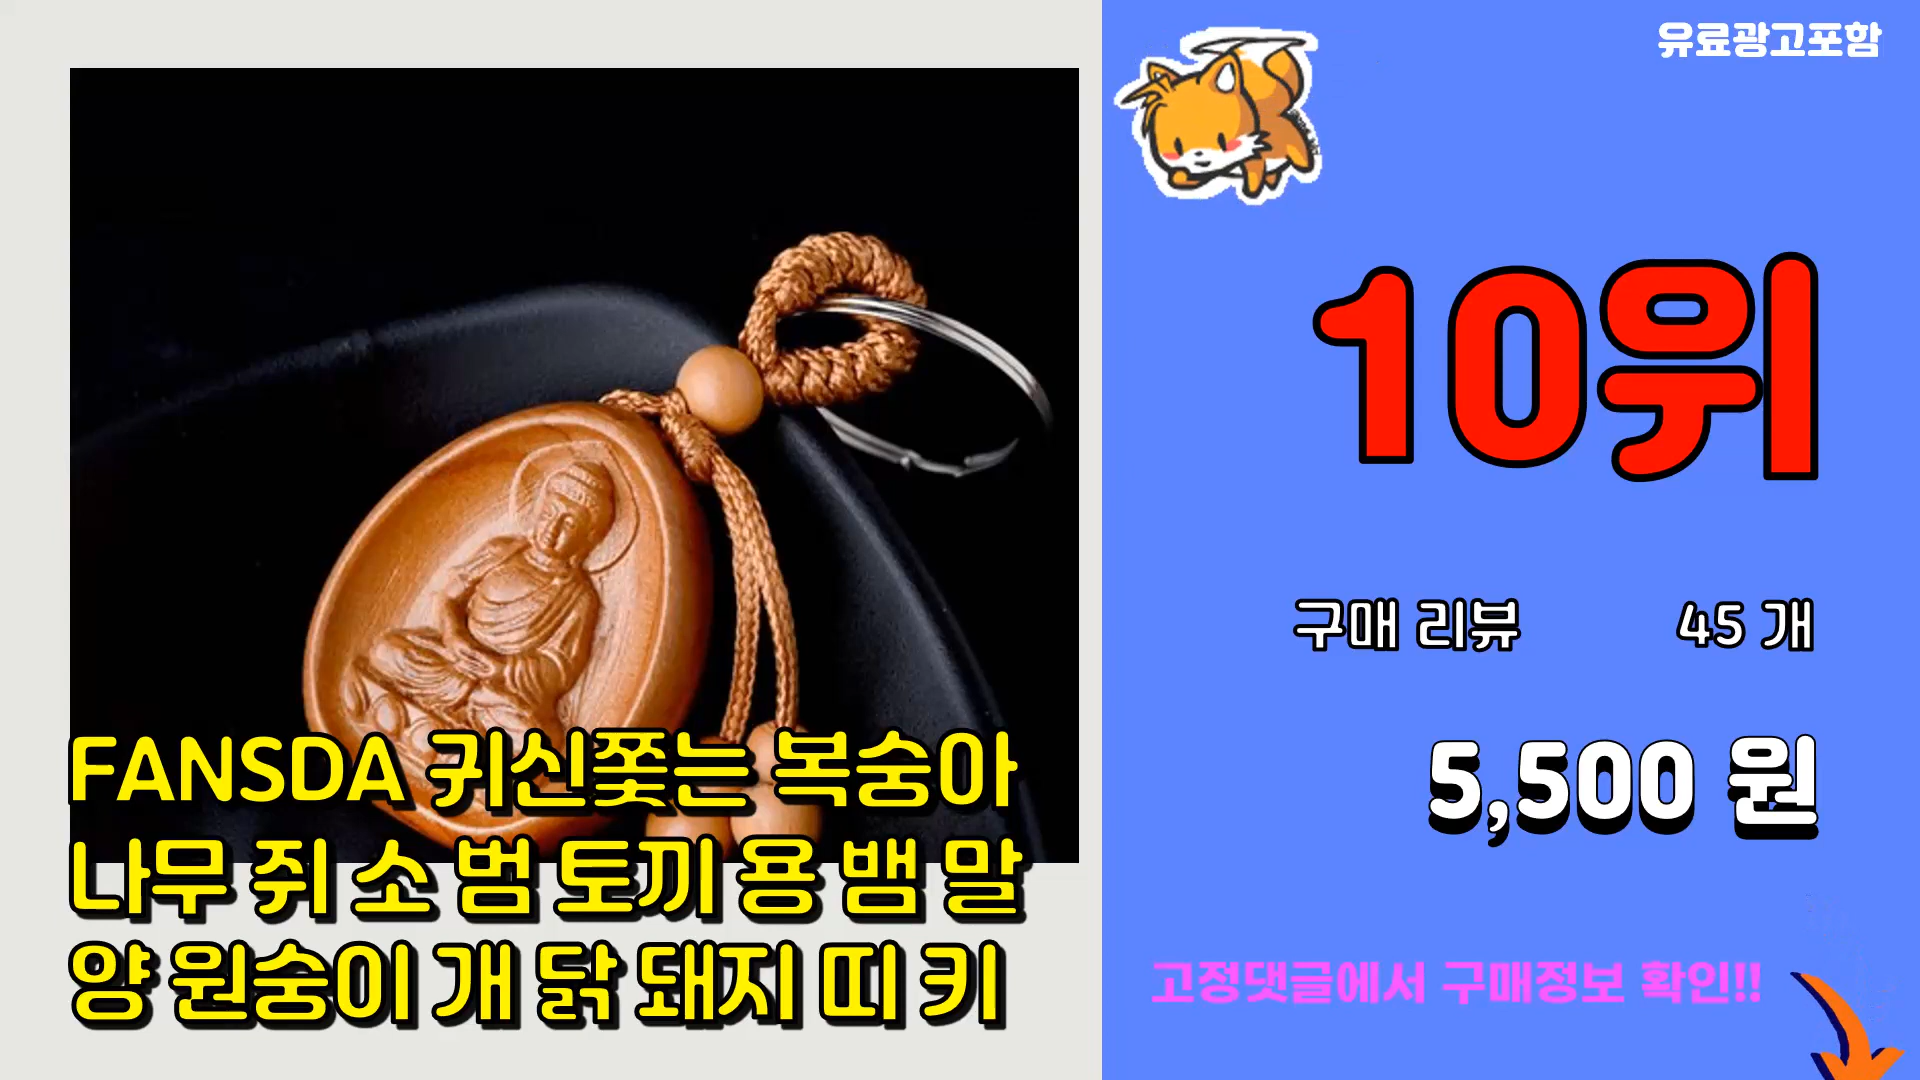 유료광고포함
10위
구매 리뷰 45 개
5,500 원
FANSDA 귀신쫓는 복숭아
나무 쥐 소 범 토끼 용 뱀 말
양 원숭이 개 닭 돼지 띠 키
고정댓글에서 구매정보 확인!!